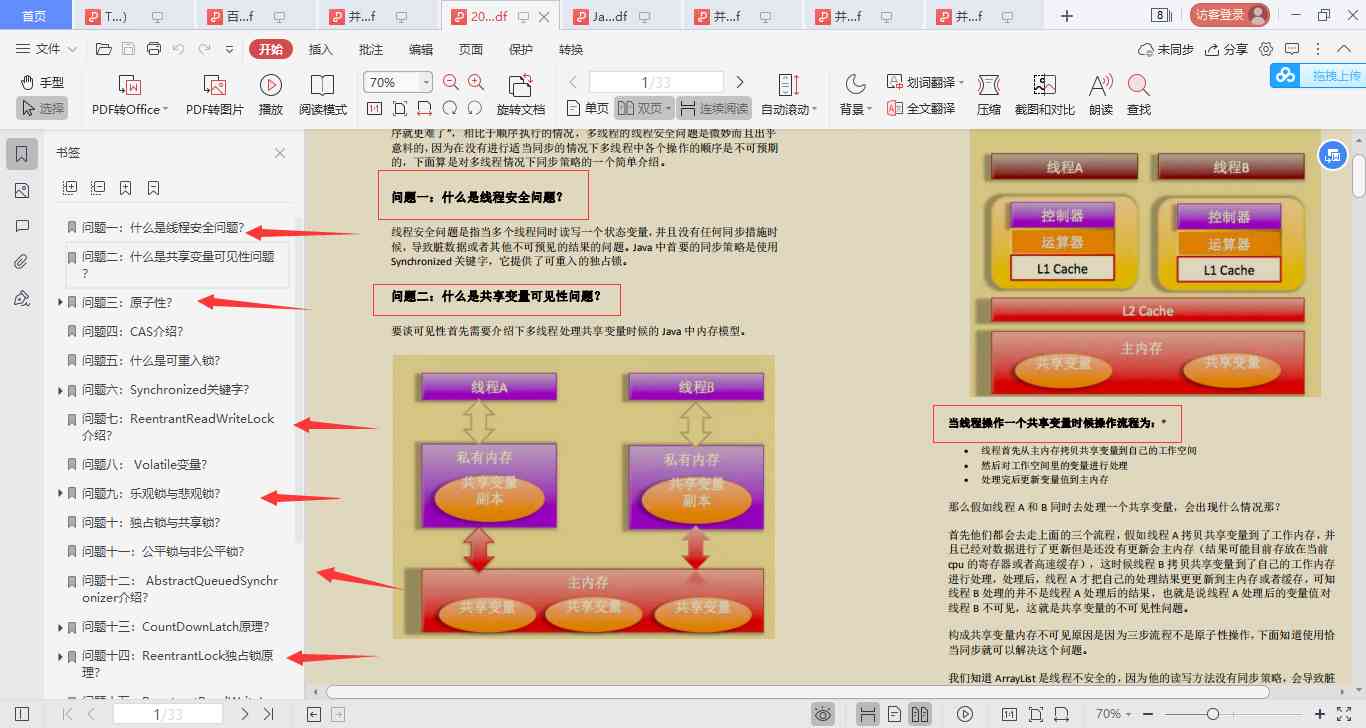 首页
T...)
百...f
并...f
20...df
Ja...df
并...f
并...f
并...f
8
访客登录
文件
开始
插入
批注
编辑
页面
保护
转换
未同步
分享
手型
选择
PDF转Office
PDF转图片
播放
阅读模式
70%
旋转文档
1/33
单页
双页
连续阅读
自动滚动
背景
划词翻译
全文翻译
压缩
截图和对比
朗读
查找
拖拽上传
书签
问题一：什么是线程安全问题？
问题二：什么是共享变量可见性问题
？
问题三：原子性？
问题四：CAS介绍？
问题五：什么是可重入锁？
问题六：Synchronized关键字？
问题七：ReentrantReadWriteLock
介绍？
问题八： Volatile变量？
问题九：乐观锁与悲观锁？
问题十：独占锁与共享锁？
问题十一：公平锁与非公平锁？
问题十二： AbstractQueuedSynchr
onizer介绍？
问题十三：CountDownLatch原理？
问题十四：ReentrantLock独占锁原
理？
序就更难了”，相比于顺序执行的情况，多线程的线程安全问题是微妙而且出乎
意料的，因为在没有进行适当同步的情况下多线程中各个操作的顺序是不可预期
的，下面算是对多线程情况下同步策略的一个简单介绍。
问题一：什么是线程安全问题？
线程安全问题是指当多个线程同时读写一个状态变量，并且没有任何同步措施时
候，导致脏数据或者其他不可预见的结果的问题。Java 中首要的同步策略是使用
Synchronized 关键字，它提供了可重入的独占锁。
问题二：什么是共享变量可见性问题？
要谈可见性首先需要介绍下多线程处理共享变量时候的 Java 中内存模型。
线程A
线程B
私有内存
共享变量
副本
私有内存
共享变量
副本
主内存
共享变量
共享变量
共享变量
线程A
线程B
控制器
运算器
L1 Cache
控制器
运算器
L1 Cache
L2 Cache
主内存
共享变量
共享变量
当线程操作一个共享变量时候操作流程为：*
• 线程首先从主内存拷贝共享变量到自己的工作空间
• 然后对工作空间里的变量进行处理
• 处理完后更新变量值到主内存
那么假如线程 A 和 B 同时去处理一个共享变量，会出现什么情况那？
首先他们都会去走上面的三个流程，假如线程 A 拷贝共享变量到了工作内存，并
且已经对数据进行了更新但是还没有更新会主内存（结果可能目前存放在当前
cpu 的寄存器或者高速缓存），这时候线程 B 拷贝共享变量到了自己的工作内存
进行处理，处理后，线程 A 才把自己的处理结果更更新到主内存或者缓存，可知
线程 B 处理的并不是线程 A 处理后的结果，也就是说线程 A 处理后的变量值对
线程 B 不可见，这就是共享变量的不可见性问题。
构成共享变量内存不可见原因是因为三步流程不是原子性操作，下面知道使用恰
当同步就可以解决这个问题。
我们知道 ArrayList 是线程不安全的，因为他的读写方法没有同步策略，会导致脏
1/33
70%